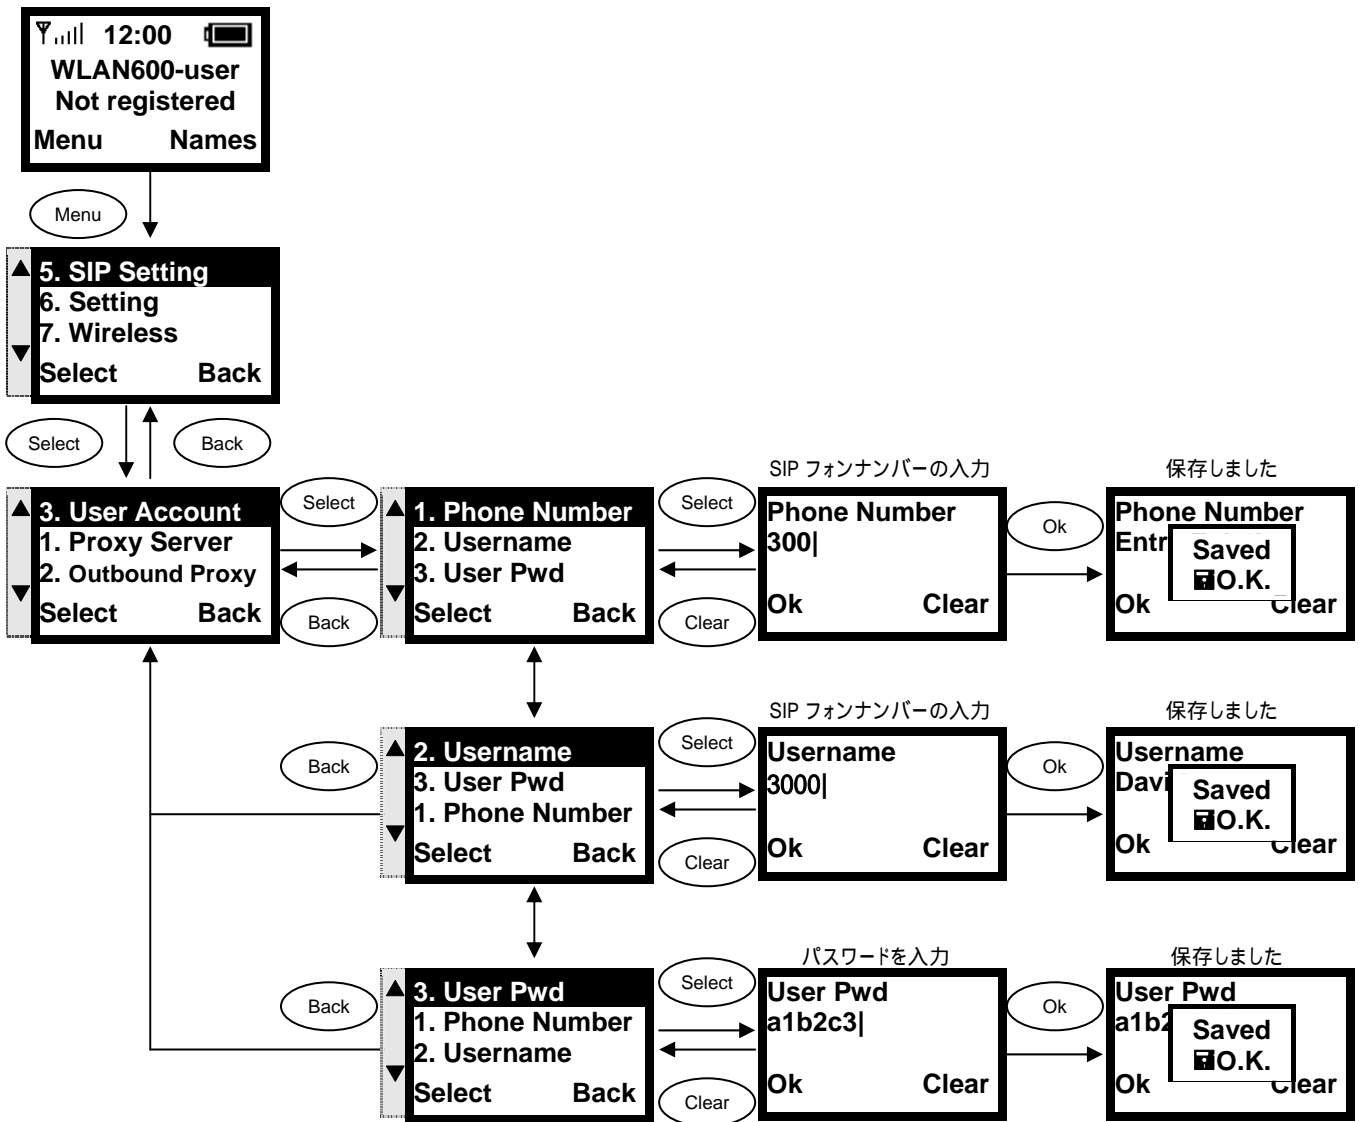 12:00
WLAN600-user
Not registered
Menu Names
Menu
5. SIP Setting
6. Setting
7. Wireless
Select Back
Select
Back
3. User Account
1. Proxy Server
2. Outbound Proxy
Select Back
Select
Back
1. Phone Number
2. Username
3. User Pwd
Select Back
Select
Clear
SIP フォンナンバーの入力
Phone Number
300|
Ok Clear
Ok
保存しました
Phone Number
Entr
Saved
O.K.
Ok Clear
Back
2. Username
3. User Pwd
1. Phone Number
Select Back
Select
Clear
SIP フォンナンバーの入力
Username
3000|
Ok Clear
Ok
保存しました
Username
Davi
Saved
O.K.
Ok Clear
Back
3. User Pwd
1. Phone Number
2. Username
Select Back
Select
Clear
パスワードを入力
User Pwd
a1b2c3|
Ok Clear
Ok
保存しました
User Pwd
a1b2
Saved
O.K.
Ok Clear